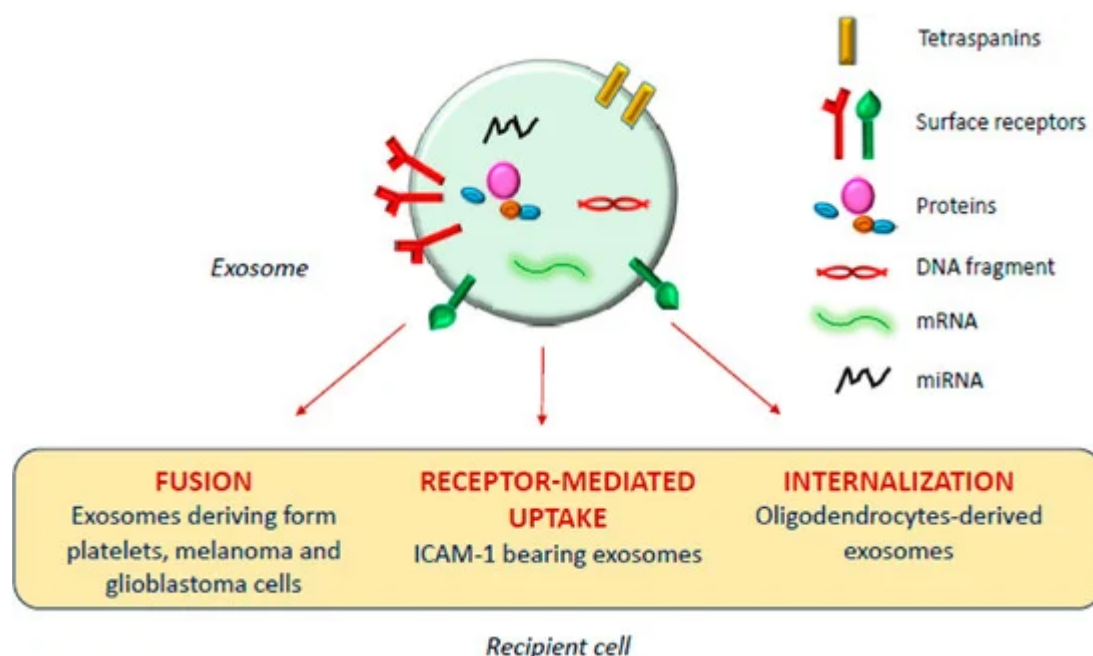 Tetraspanins
Surface receptors
Proteins
DNA fragment
mRNA
miRNA
Exosome
FUSION
Exosomes deriving form
platelets, melanoma and
glioblastoma cells
RECEPTOR-MEDIATED
UPTAKE
ICAM-1 bearing exosomes
INTERNALIZATION
Oligodendrocytes-derived
exosomes
Recipient cell